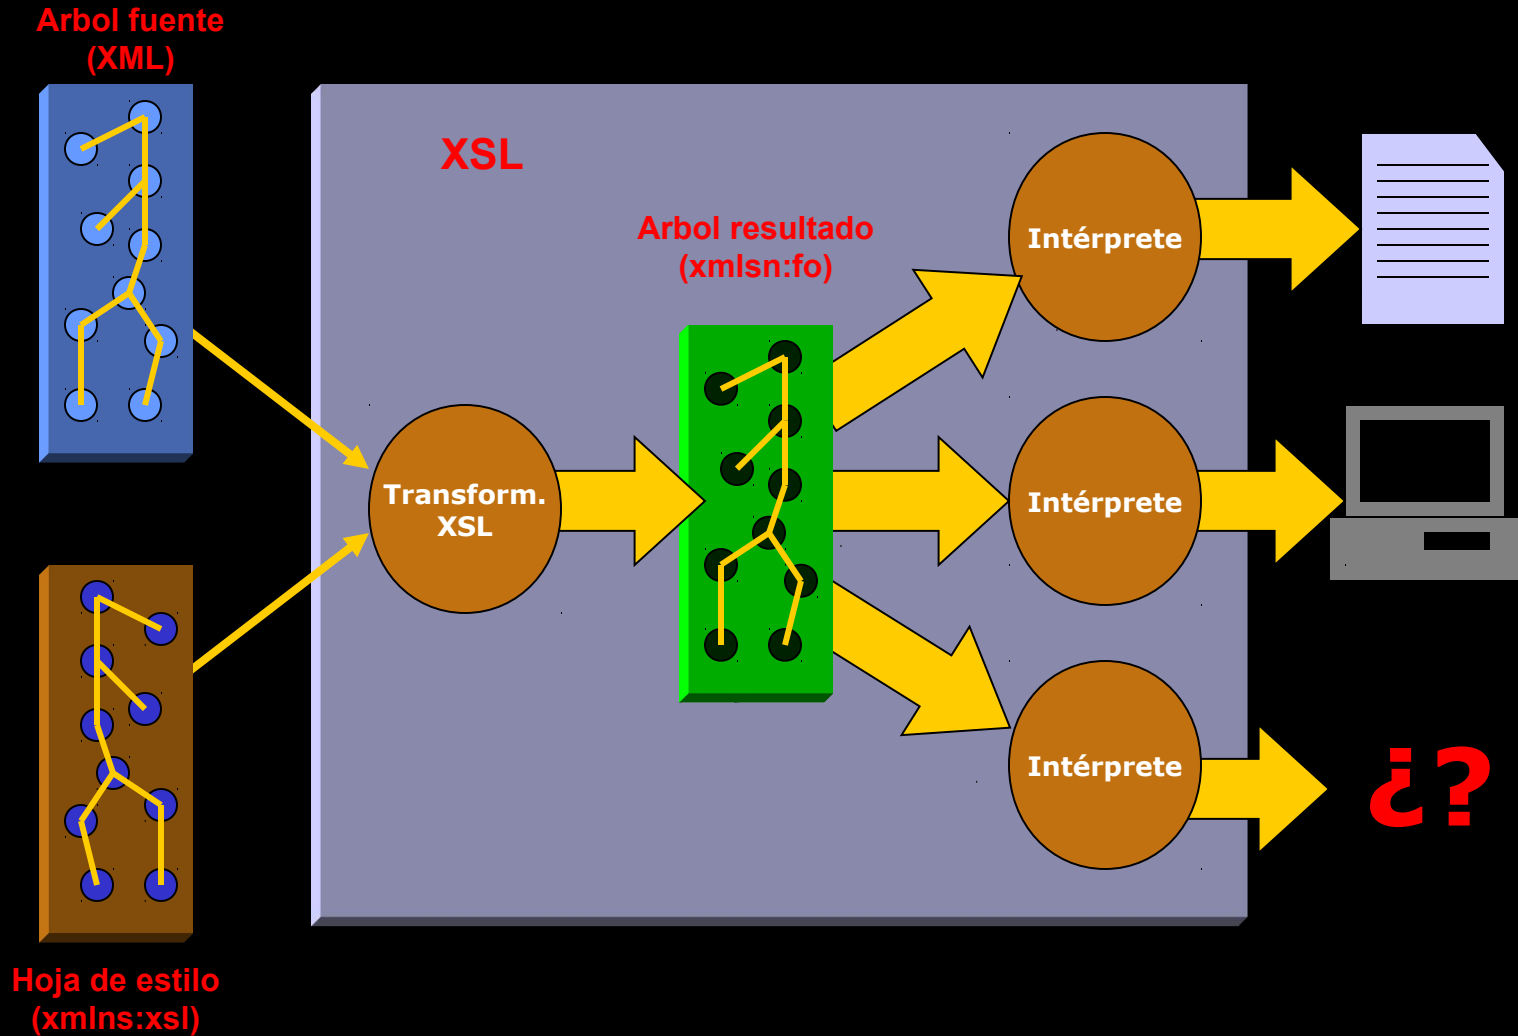 Arbol fuente
(XML)
XSL
Arbol resultado
(xmlsn:fo)
Intérprete
Transform.
XSL
Intérprete
Intérprete
¿?
Hoja de estilo
(xmlns:xsl)